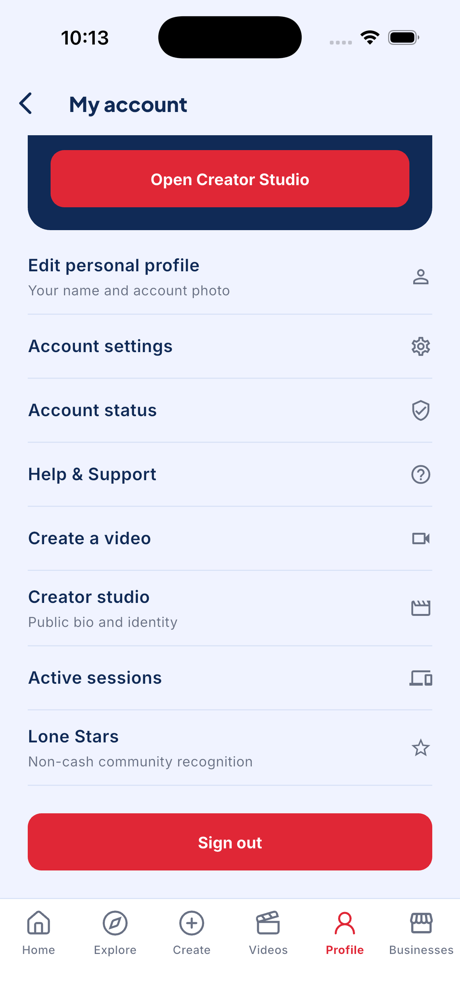 10:13
My account
Open Creator Studio
Edit personal profile
Your name and account photo
Account settings
Account status
Help & Support
Create a video
Creator studio
Public bio and identity
Active sessions
Lone Stars
Non-cash community recognition
Sign out
Home
Explore
Create
Videos
Profile
Businesses